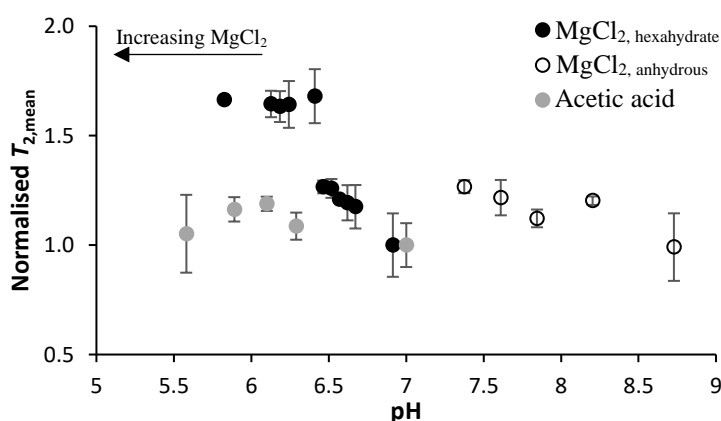 2.0
1.5
1.0
0.5
Normalised T2,mean
Increasing MgCl2
MgCl2, hexahydrate
MgCl2, anhydrous
Acetic acid
5 5.5 6 6.5 7 7.5 8 8.5 9
pH